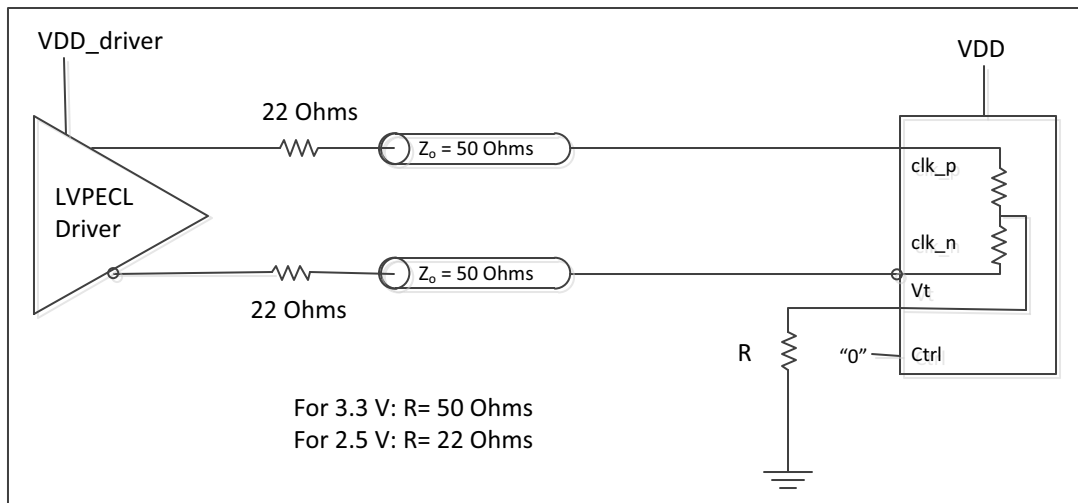 VDD_driver
VDD
22 Ohms
Zo = 50 Ohms
clk_p
LVPECL
Driver
clk_n
Zo = 50 Ohms
Vt
22 Ohms
R
“0”
Ctrl
For 3.3 V: R= 50 Ohms
For 2.5 V: R= 22 Ohms